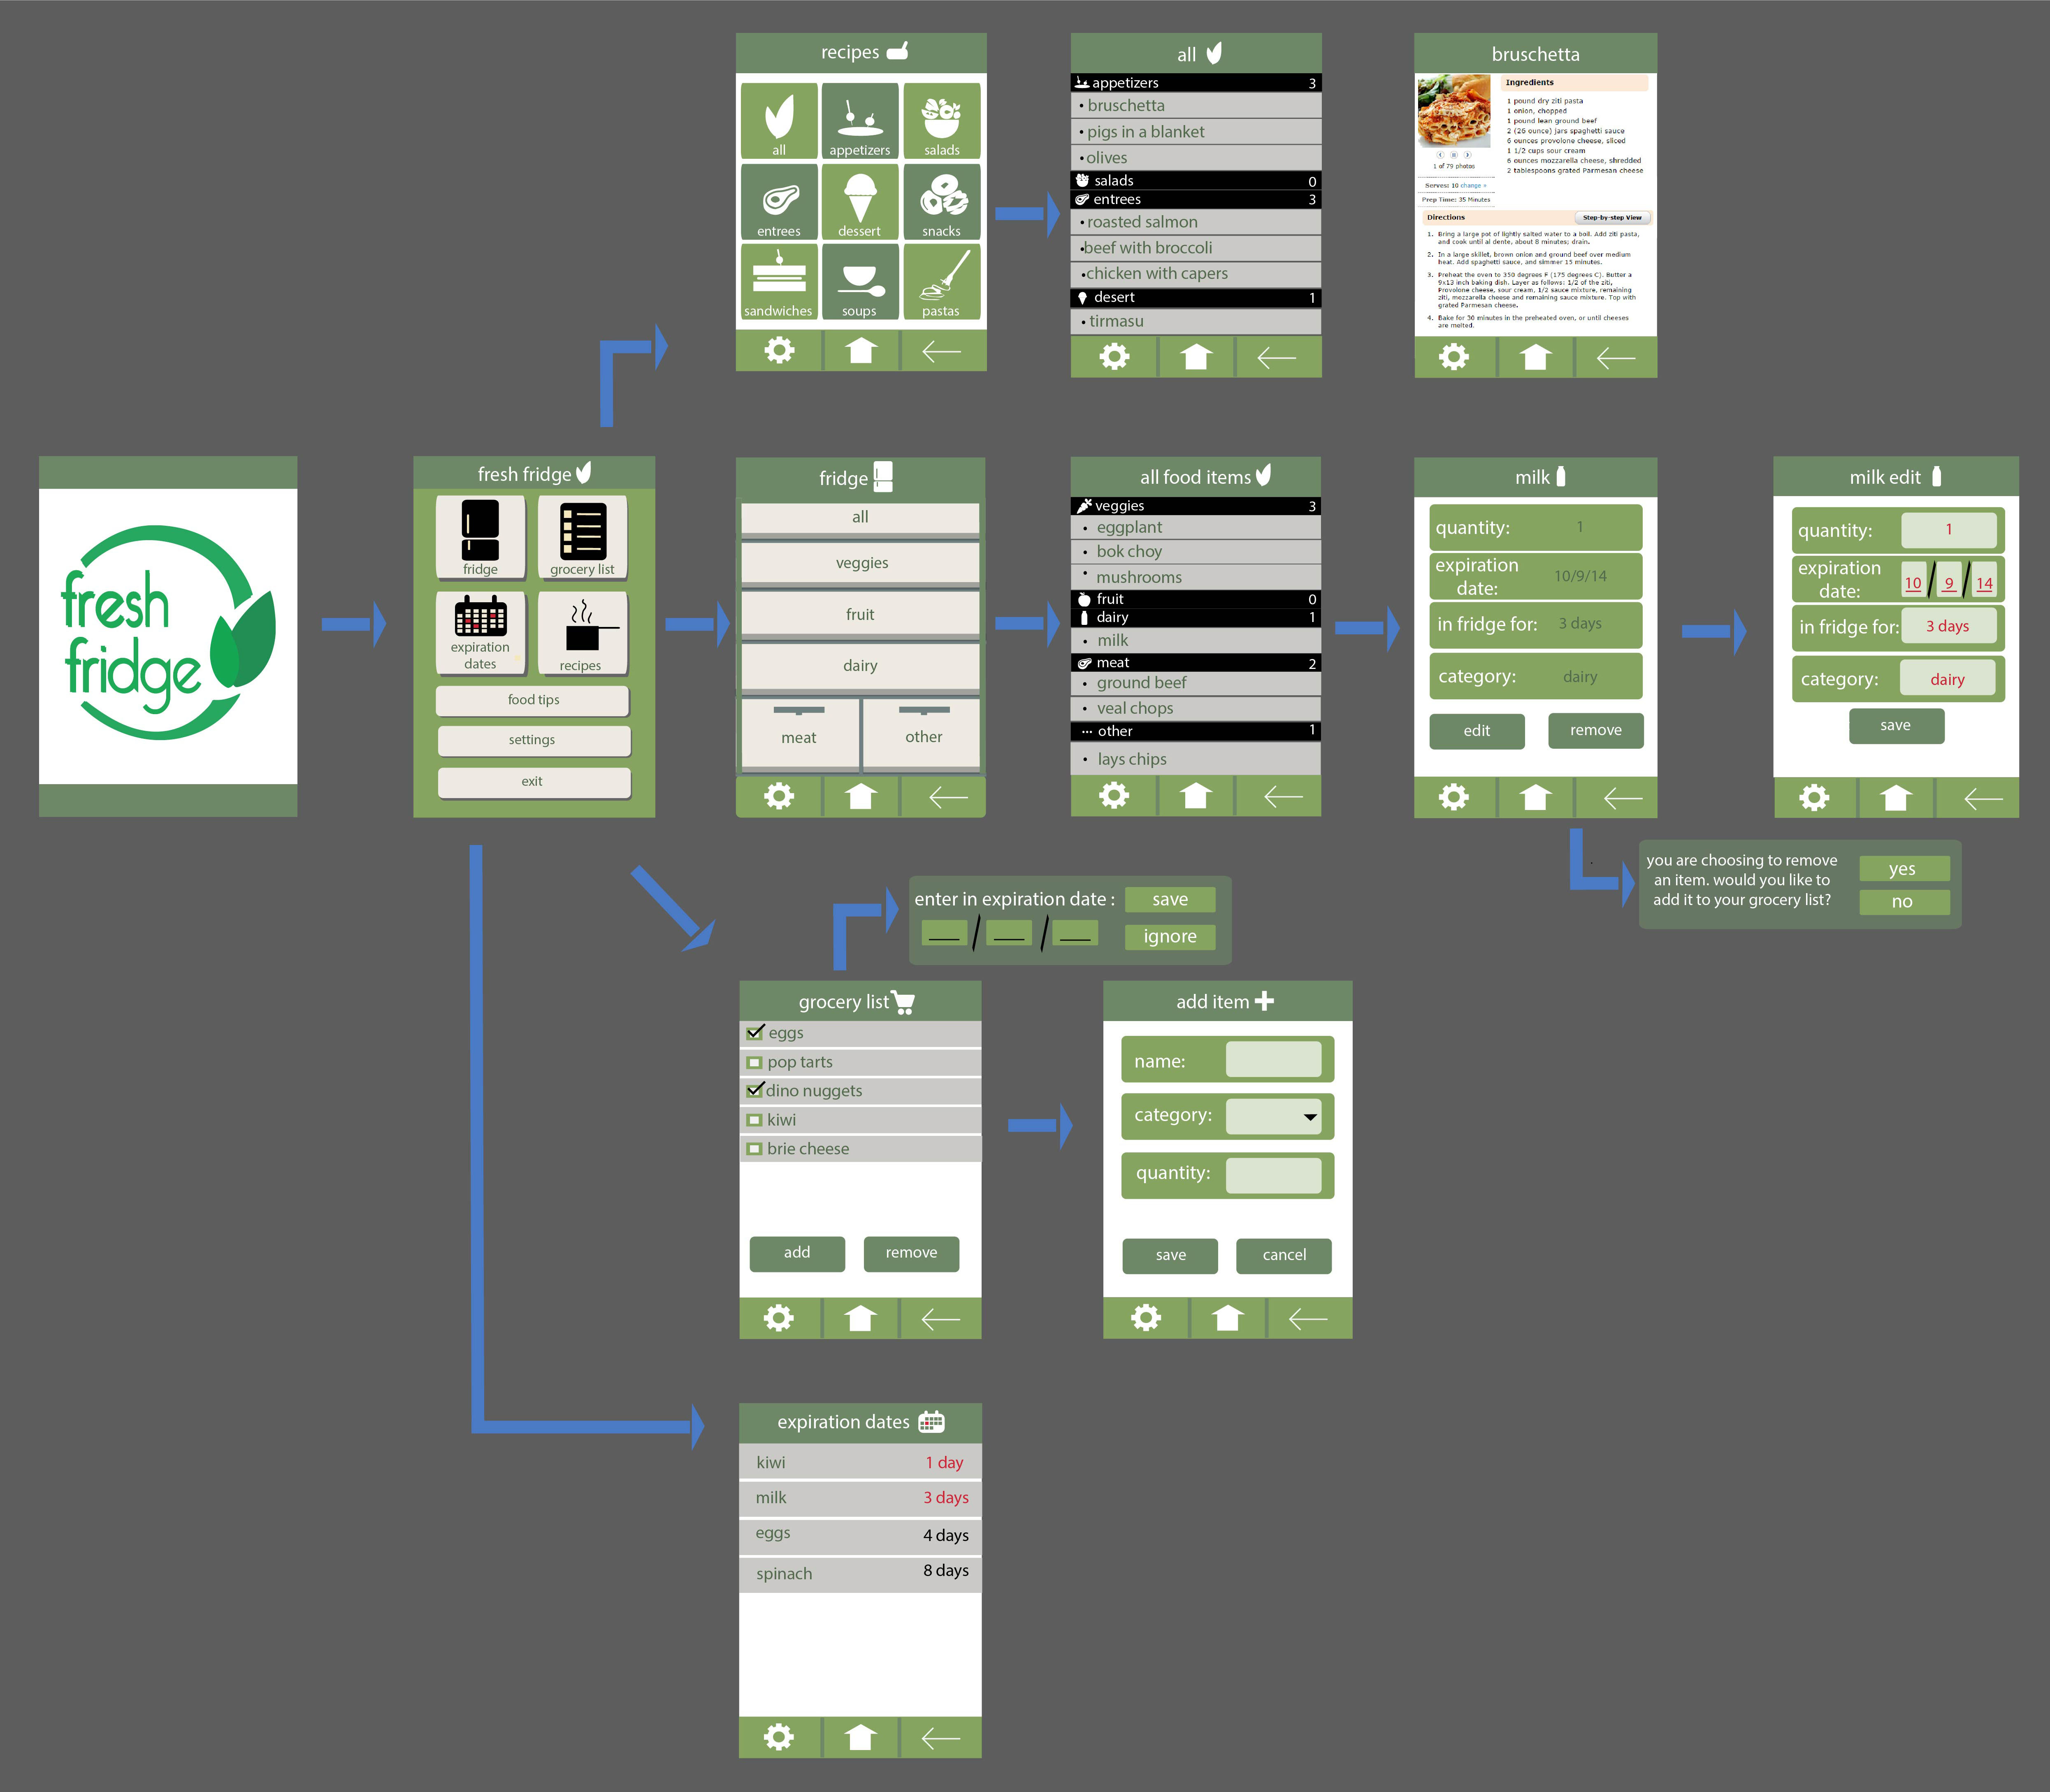 recipes
all
appetizers
salads
entrees
dessert
snacks
sandwiches
soups
pastas
all
appetizers 3
• bruschetta
• pigs in a blanket
• olives
salads 0
entrees 3
• roasted salmon
• beef with broccoli
• chicken with capers
desert 1
• tirmasu
bruschetta
1 of 79 photos
Serves: 10 change +
Prep Time: 35 Minutes
Ingredients
1 pound dry ziti pasta
1 onion, chopped
1 pound lean ground beef
2 (26 ounce) jars spaghetti sauce
6 ounces provolone cheese, sliced
1 1/2 cups sour cream
6 ounces mozzarella cheese, shredded
2 tablespoons grated Parmesan cheese
Directions
Step-by-step View
1. Bring a large pot of lightly salted water to a boil. Add ziti pasta,
and cook until al dente, about 8 minutes; drain.
2. In a large skillet, brown onion and ground beef over medium
heat. Add spaghetti sauce, and simmer 15 minutes.
3. Preheat the oven to 350 degrees F (175 degrees C). Butter a
9x13 inch baking dish. Layer as follows: 1/2 of the ziti,
Provolone cheese, sour cream, 1/2 sauce mixture, remaining
ziti, mozzarella cheese and remaining sauce mixture. Top with
grated Parmesan cheese.
4. Bake for 30 minutes in the preheated oven, or until cheeses
are melted.
fresh
fridge
fresh fridge
fridge
grocery list
expiration
dates
recipes
food tips
settings
exit
fridge
all
veggies
fruit
dairy
meat
other
all food items
veggies 3
• eggplant
• bok choy
• mushrooms
fruit 0
dairy 1
• milk
meat 2
• ground beef
• veal chops
other 1
• lays chips
milk
quantity: 1
expiration
date: 10/9/14
in fridge for: 3 days
category: dairy
edit
remove
milk edit
quantity: 1
expiration
date: 10 / 9 / 14
in fridge for: 3 days
category: dairy
save
you are choosing to remove
an item. would you like to
add it to your grocery list?
yes
no
enter in expiration date :
__ / __ / __
save
ignore
grocery list
eggs
pop tarts
dino nuggets
kiwi
brie cheese
add
remove
add item
name:
category:
quantity:
save
cancel
expiration dates
kiwi 1 day
milk 3 days
eggs 4 days
spinach 8 days